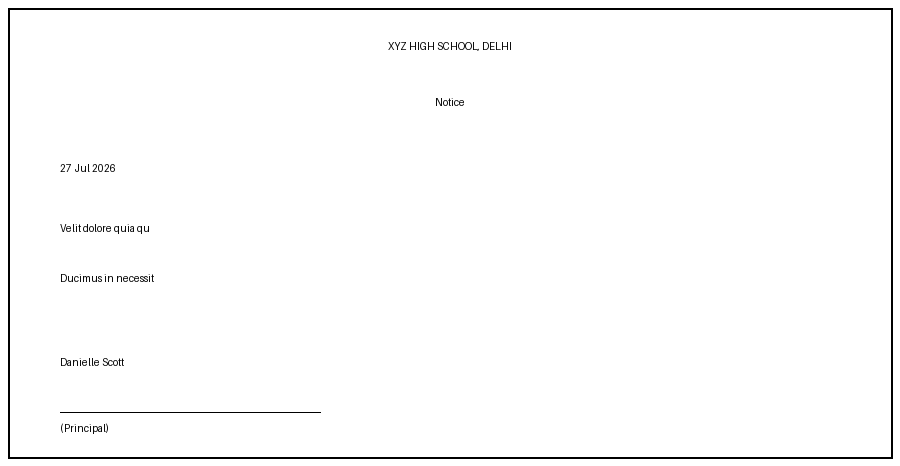 XYZ HIGH SCHOOL, DELHI
Notice
27 Jul 2026
Velit dolore quia qu
Ducimus in necessit
Danielle Scott
(Principal)